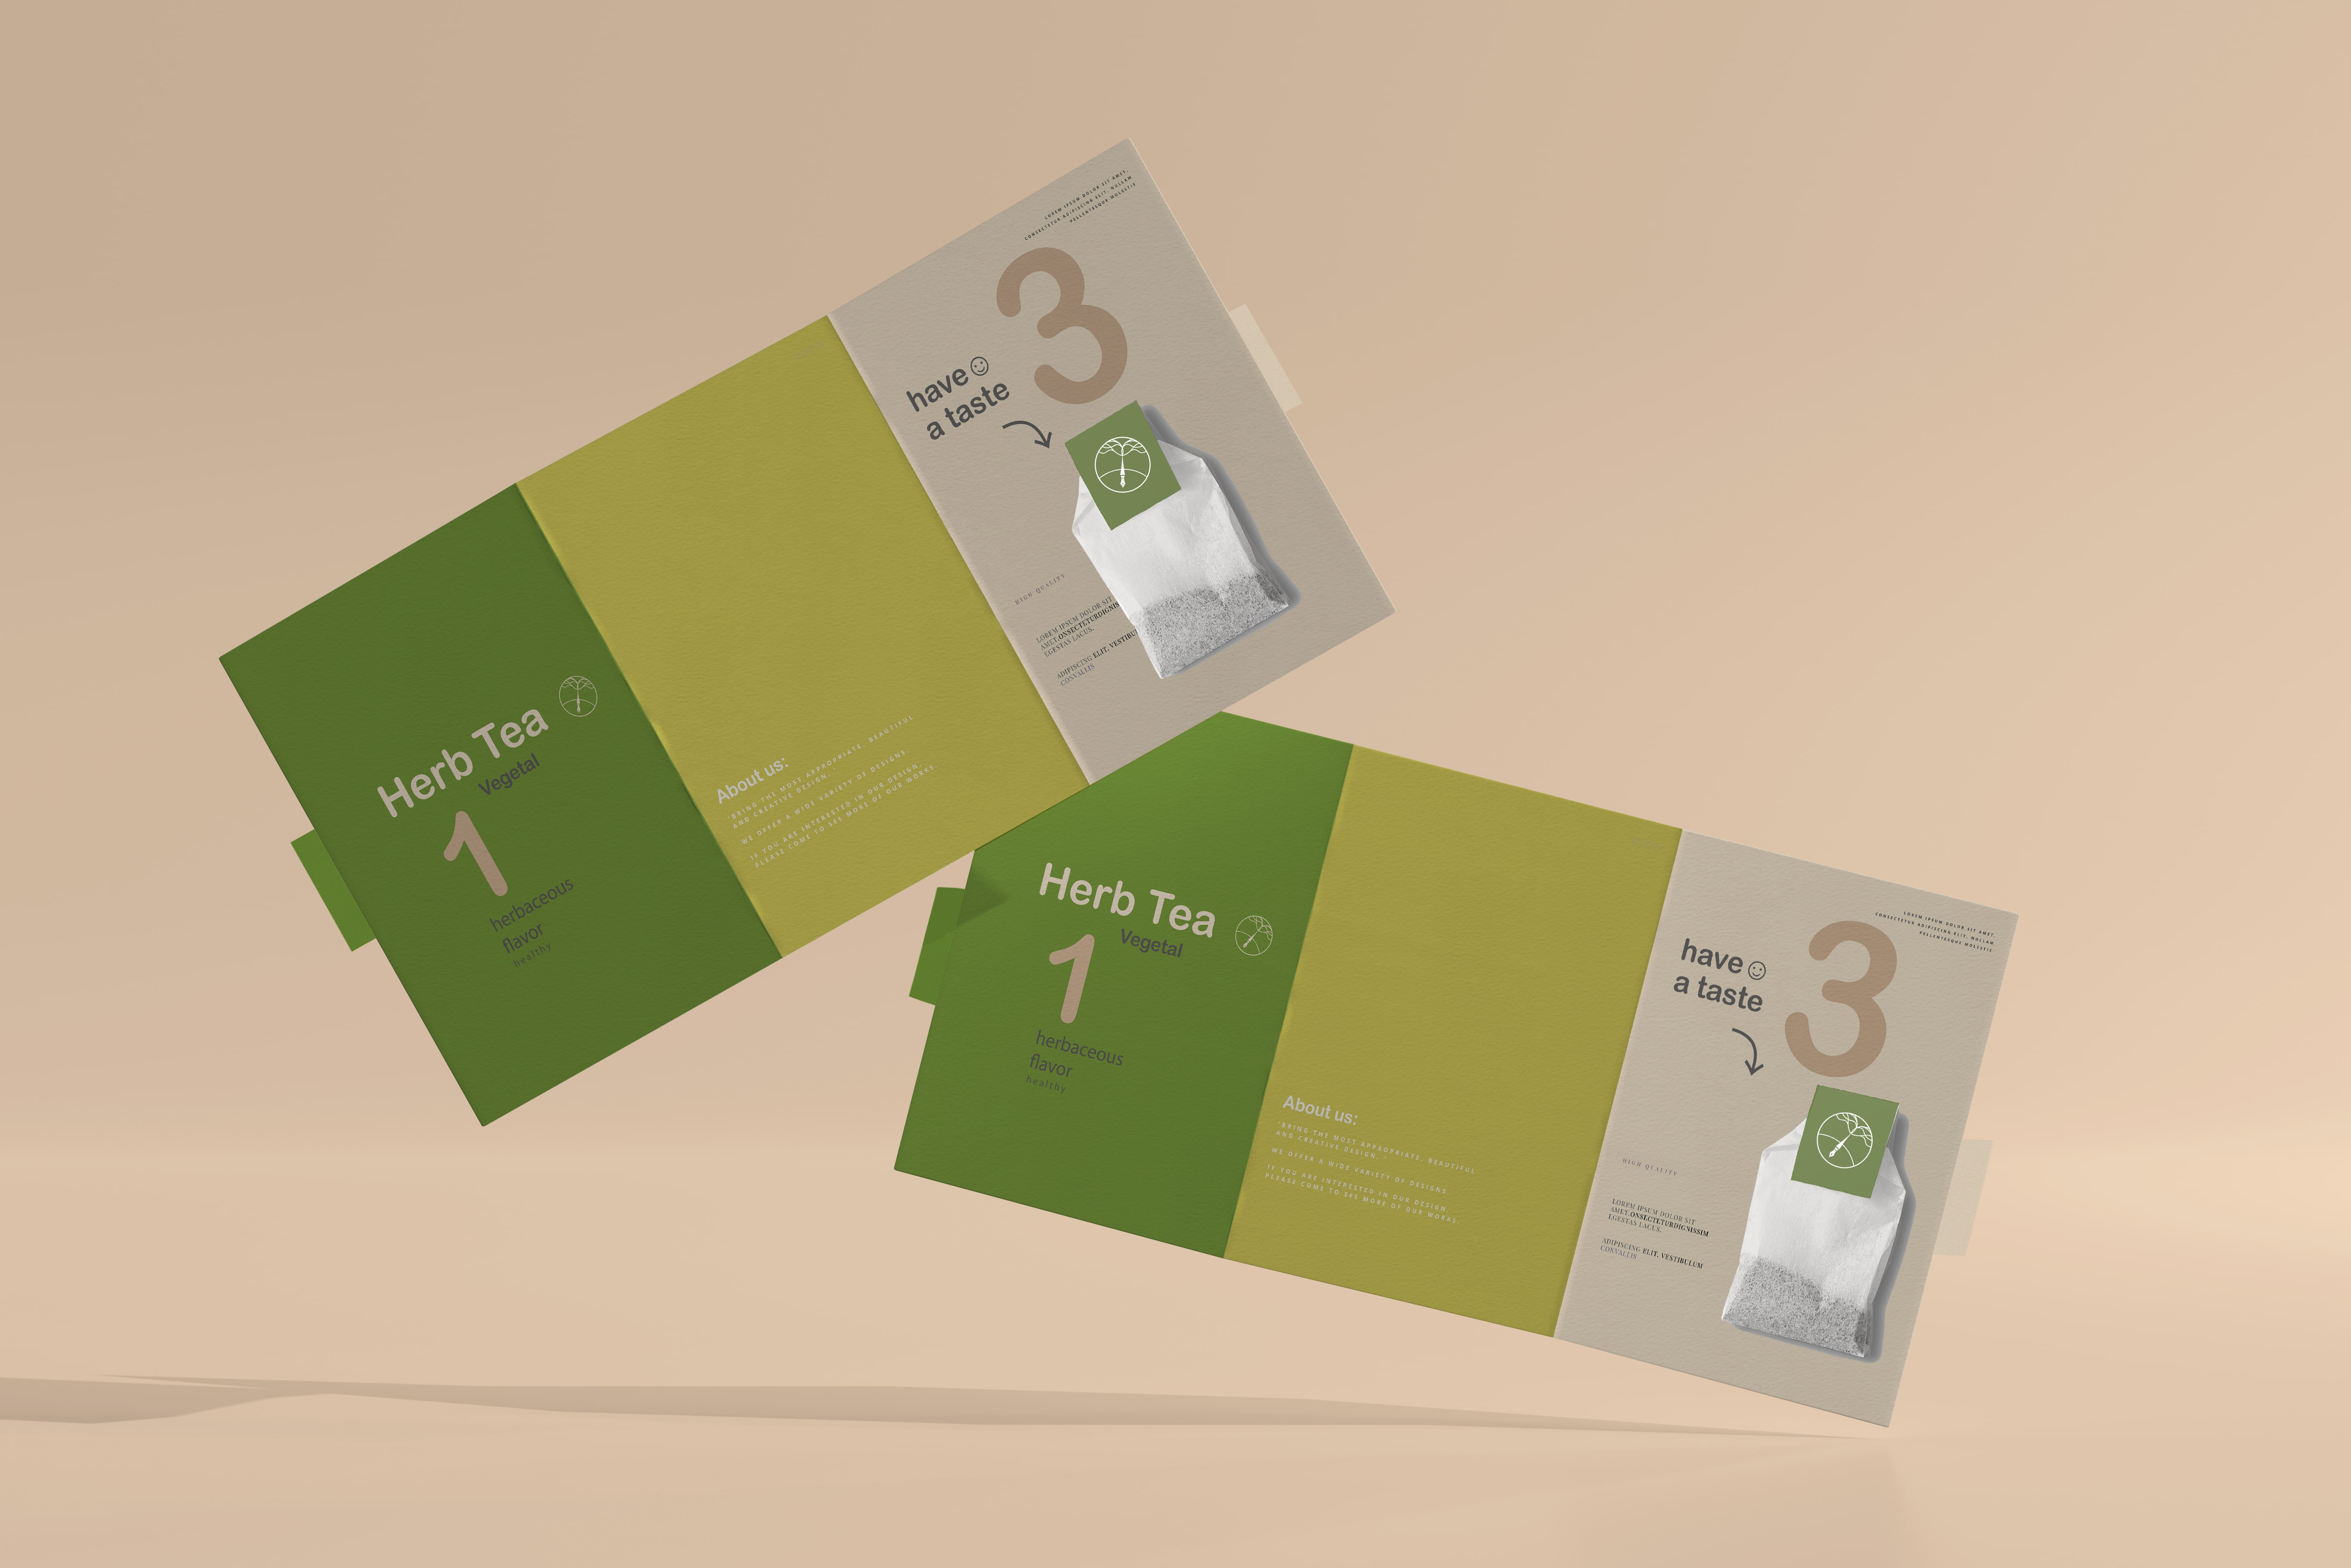 LOREM IPSUM DOLOR SIT AMET,
CONSECTETUR ADIPISCING ELIT. NULLAM
PELLENTESQUE MOLESTIE
3
have
a taste
HIGH QUALITY
LOREM IPSUM DOLOR SIT
AMET,ONSECTETURDIGNIS
EGESTAS LACUS.
ADIPISCING ELIT. VESTIBU
CONVALLIS
Herb Tea
Vegetal
1
herbaceous
flavor
healthy
About us:
"BRING THE MOST APPROPRIATE, BEAUTIFUL
AND CREATIVE DESIGN.
WE OFFER A WIDE VARIETY OF DESIGNS.
IF YOU ARE INTERESTED IN OUR DESIGN,
PLEASE COME TO SEE MORE OF OUR WORKS.
Herb Tea
Vegetal
1
herbaceous
flavor
healthy
About us:
"BRING THE MOST APPROPRIATE, BEAUTIFUL
AND CREATIVE DESIGN..
WE OFFER A WIDE VARIETY OF DESIGNS.
IF YOU ARE INTERESTED IN OUR DESIGN,
PLEASE COME TO SEE MORE OF OUR WORKS.
LOREM IPSUM DOLOR SIT AMET,
CONSECTETUR ADIPISCING ELIT. NULLAM
PELLENTESQUE MOLESTIE
3
have
a taste
HIGH QUALITY
LOREM IPSUM DOLOR SIT
AMET,ONSECTETURDIGNISSIM
EGESTAS LACUS.
ADIPISCING ELIT. VESTIBULUM
CONVALLIS